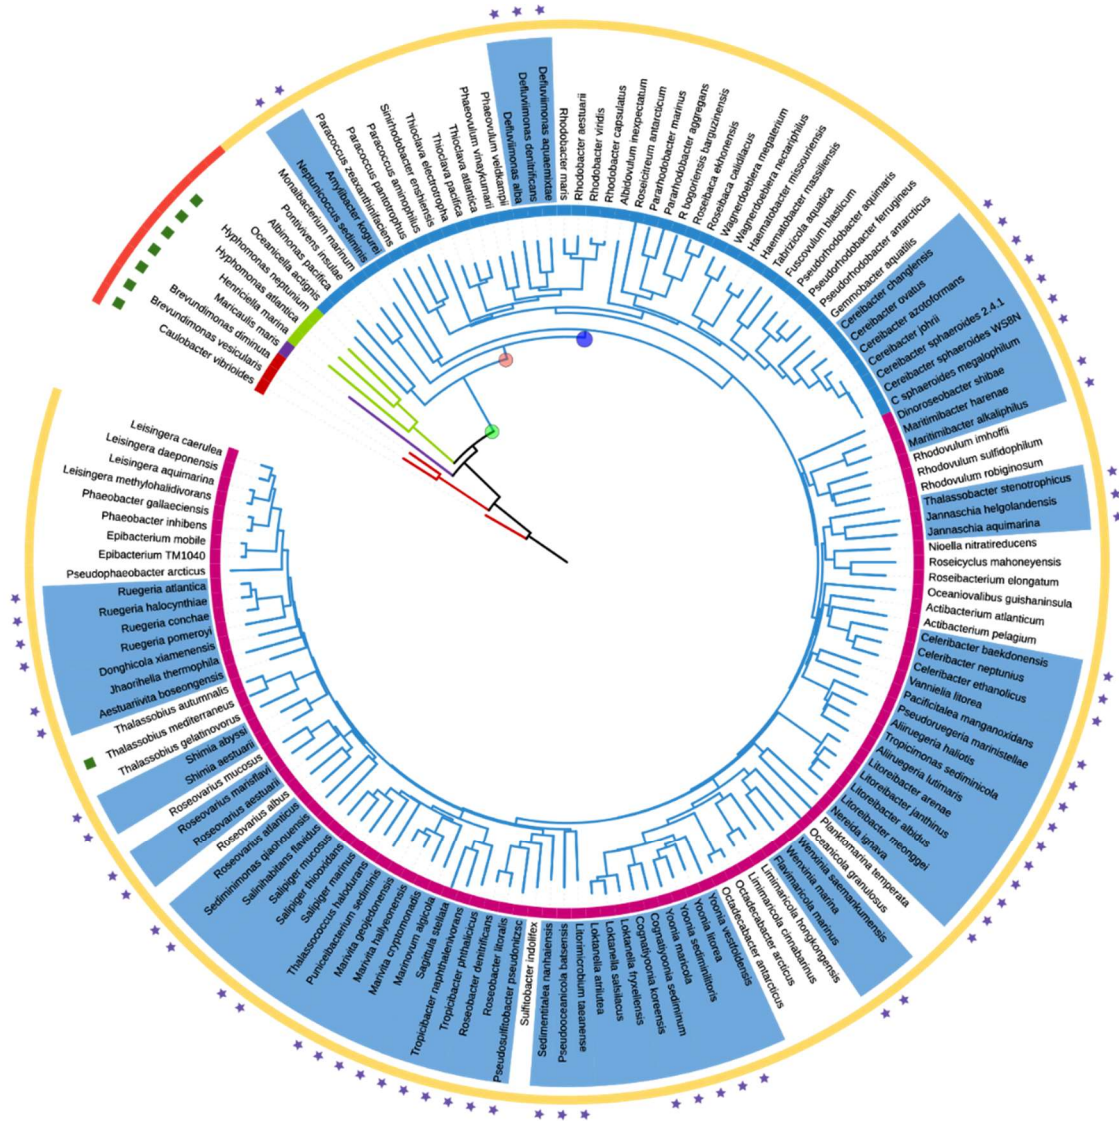 Caulobacter vibrioides
Brevundimonas vesicularis
Brevundimonas diminuta
Maricaulis maris
Henriciella marina
Hyphomonas atlantica
Hyphomonas neptunium
Oceanicella actignis
Albimonas pacifica
Pontivivens insulae
Monaibacterium marinum
Neptunicoccus sediminis
Amylibacter kogurei
Paracoccus zeaxanthinifaciens
Paracoccus pantotrophus
Paracoccus aminophilus
Sinirhodobacter enshiensis
Thioclava electrotropha
Thioclava pacifica
Thioclava atlantica
Phaeovulum vinaykumarii
Phaeovulum veldkampii
Defluviimonas alba
Defluviimonas denitrificans
Defluviimonas aquaemixtae
Rhodobacter maris
Rhodobacter aestuarii
Rhodobacter viridis
Rhodobacter capsulatus
Albidovulum inexpectatum
Roseicitreum antarcticum
Pararhodobacter marinus
Pararhodobacter aggregans
R bogoriensis barguzinensis
Roseibaca ekhonensis
Roseibaca calidilacus
Wagnerdoeblera megaterium
Wagnerdoeblera nectariphilus
Haematobacter missouriensis
Haematobacter massiliensis
Tabrizicola aquatica
Fuscovulum blasticum
Pseudorhodobacter aquimaris
Pseudorhodobacter ferrugineus
Pseudorhodobacter antarcticus
Gemmobacter aquatilis
Cereibacter changlensis
Cereibacter ovatus
Cereibacter azotoformans
Cereibacter johrii
Cereibacter sphaeroides 2.4.1
Cereibacter sphaeroides WS8N
C sphaeroides megalophilum
Dinoroseobacter shibae
Maritimibacter harenae
Maritimibacter alkaliphilus
Rhodovulum imhoffii
Rhodovulum sulfidophilum
Rhodovulum robiginosum
Thalassobacter stenotrophicus
Jannaschia helgolandensis
Jannaschia aquimarina
Nioella nitratireducens
Roseicyclus mahoneyensis
Roseibacterium elongatum
Oceaniovalibus guishaninsula
Actibacterium atlanticum
Actibacterium pelagium
Celeribacter baekdonensis
Celeribacter neptunius
Celeribacter ethanolicus
Vannielia litorea
Pacificitalea manganoxidans
Pseudoruegeria marinistellae
Aliiruegeria haliotis
Tropicimonas sediminicola
Aliiruegeria lutimaris
Litoreibacter arenae
Litoreibacter janthinus
Litoreibacter albidus
Litoreibacter meonggei
Nereida ignava
Planktomarina temperata
Oceanicola granulosus
Wenxinia saemankumensis
Wenxinia marina
Flavimaricola marinus
Limimaricola hongkongensis
Limimaricola cinnabarinus
Octadecabacter arcticus
Octadecabacter antarcticus
Yoonia vestfoldensis
Yoonia litorea
Yoonia sediminilitoris
Yoonia maricola
Cognatiyoonia sediminum
Cognatiyoonia koreensis
Loktanella fryxellensis
Loktanella salsilacus
Loktanella atrilutea
Litorimicrobium taeanense
Pseudooceanicola batsensis
Sedimentitalea nanhaiensis
Sulfitobacter indolifex
Pseudosulfitobacter pseudonitzsc
Roseobacter litoralis
Roseobacter denitrificans
Tropicibacter phthalicicus
Tropicibacter naphthalenivorans
Sagittula stellata
Marinovum algicola
Marivita cryptomonadis
Marivita hallyeonensis
Marivita geojedonensis
Puniceibacterium sediminis
Thalassococcus halodurans
Salipiger marinus
Salipiger thiooxidans
Salipiger mucosus
Salinihabitans flavidus
Sediminimonas qiaohouensis
Roseovarius atlanticus
Roseovarius albus
Roseovarius aestuarii
Roseovarius marisflavi
Roseovarius mucosus
Shimia aestuarii
Shimia abyssi
Thalassobius gelatinovorus
Thalassobius mediterraneus
Thalassobius autumnalis
Aestuariivita boseongensis
Jhaorihella thermophila
Donghicola xiamenensis
Ruegeria pomeroyi
Ruegeria conchae
Ruegeria halocynthiae
Ruegeria atlantica
Pseudophaeobacter arcticus
Epibacterium TM1040
Epibacterium mobile
Phaeobacter inhibens
Phaeobacter gallaeciensis
Leisingera methylohalidivorans
Leisingera aquimarina
Leisingera daeponensis
Leisingera caerulea